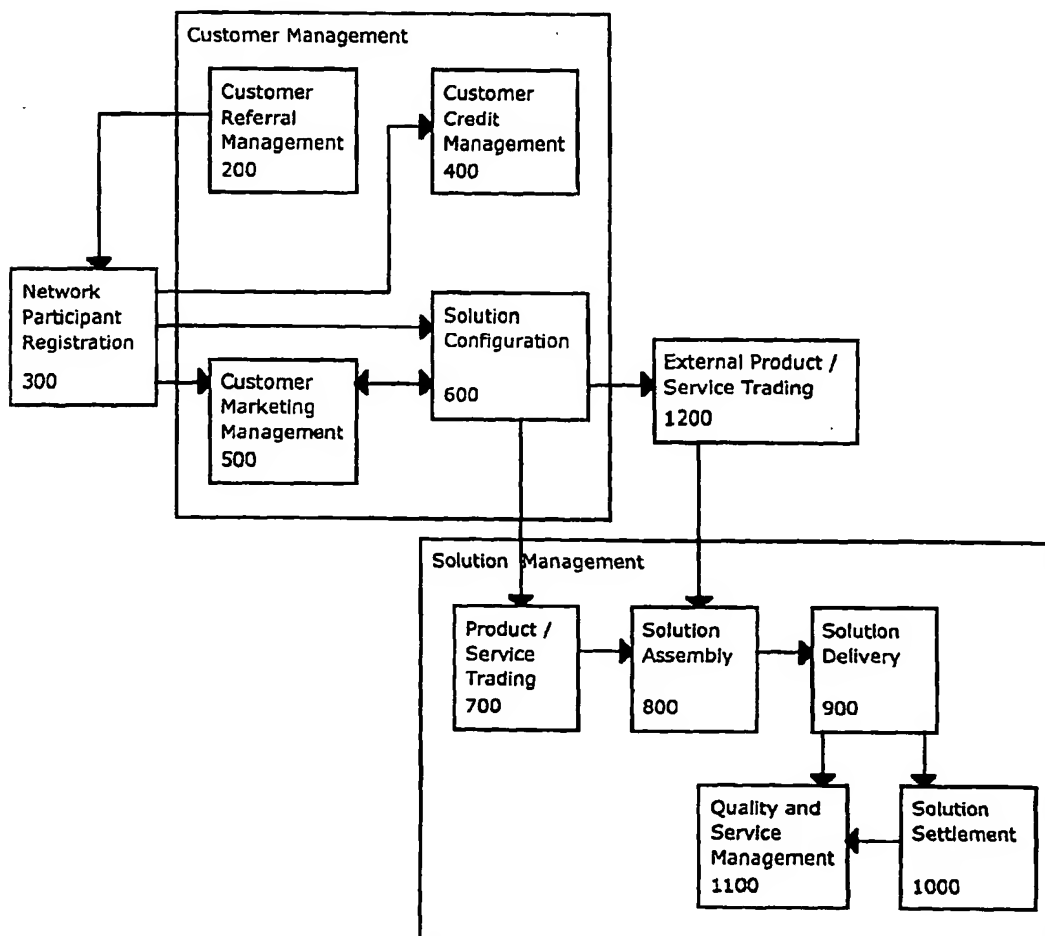 Customer Management
Customer
Referral
Management
200
Customer
Credit
Management
400
Network
Participant
Registration
300
Solution
Configuration
600
Customer
Marketing
Management
500
External Product /
Service Trading
1200
Solution Management
Product /
Service
Trading
700
Solution
Assembly
800
Solution
Delivery
900
Quality and
Service
Management
1100
Solution
Settlement
1000